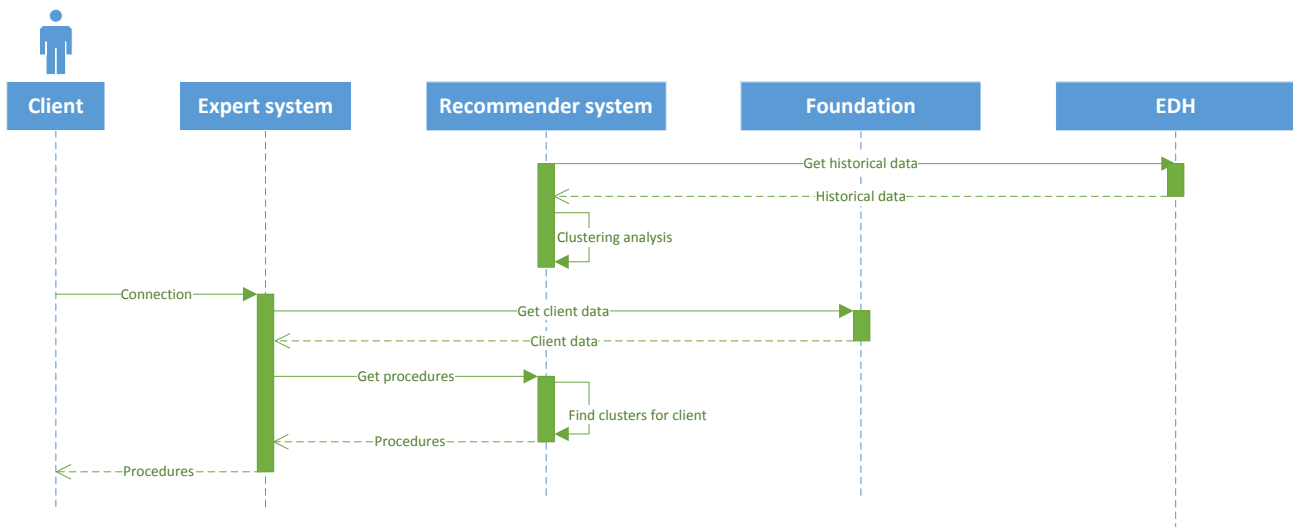 Client
Expert system
Recommender system
Foundation
EDH
Get historical data
Historical data
Clustering analysis
Connection
Get client data
Client data
Get procedures
Find clusters for client
Procedures
Procedures